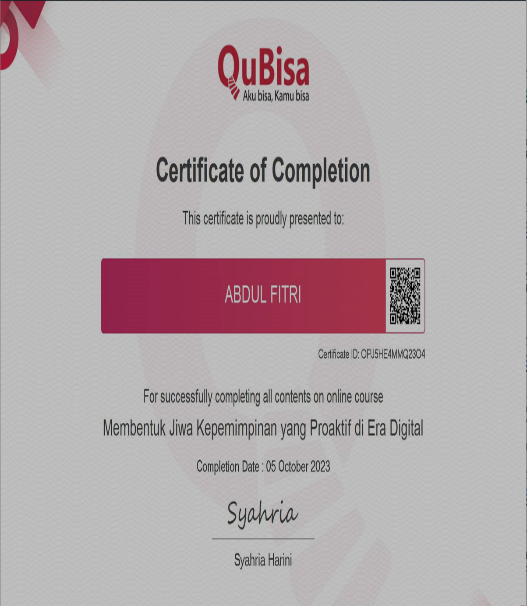 QuBisa
Aku bisa, Kamu bisa
Certificate of Completion
This certificate is proudly presented to:
ABDUL FITRI
Certificate ID: CFU5HE4MMQ23O4
For successfully completing all contents on online course
Membentuk Jiwa Kepemimpinan yang Proaktif di Era Digital
Completion Date : 05 October 2023
Syahria
Syahria Harini